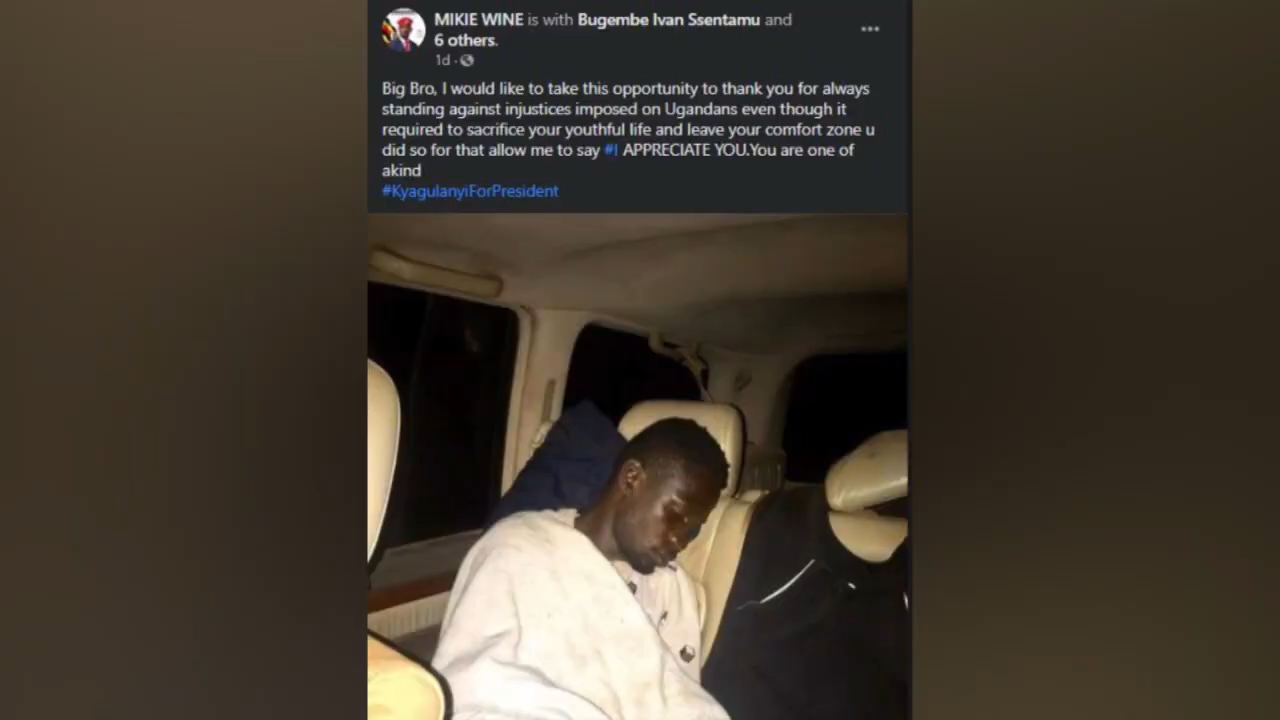 MIKIE WINE is with Bugembe Ivan Ssentamu and
6 others.
1d ·
Big Bro, I would like to take this opportunity to thank you for always
standing against injustices imposed on Ugandans even though it
required to sacrifice your youthful life and leave your comfort zone u
did so for that allow me to say #I APPRECIATE YOU.You are one of
akind
#KyagulanyiForPresident